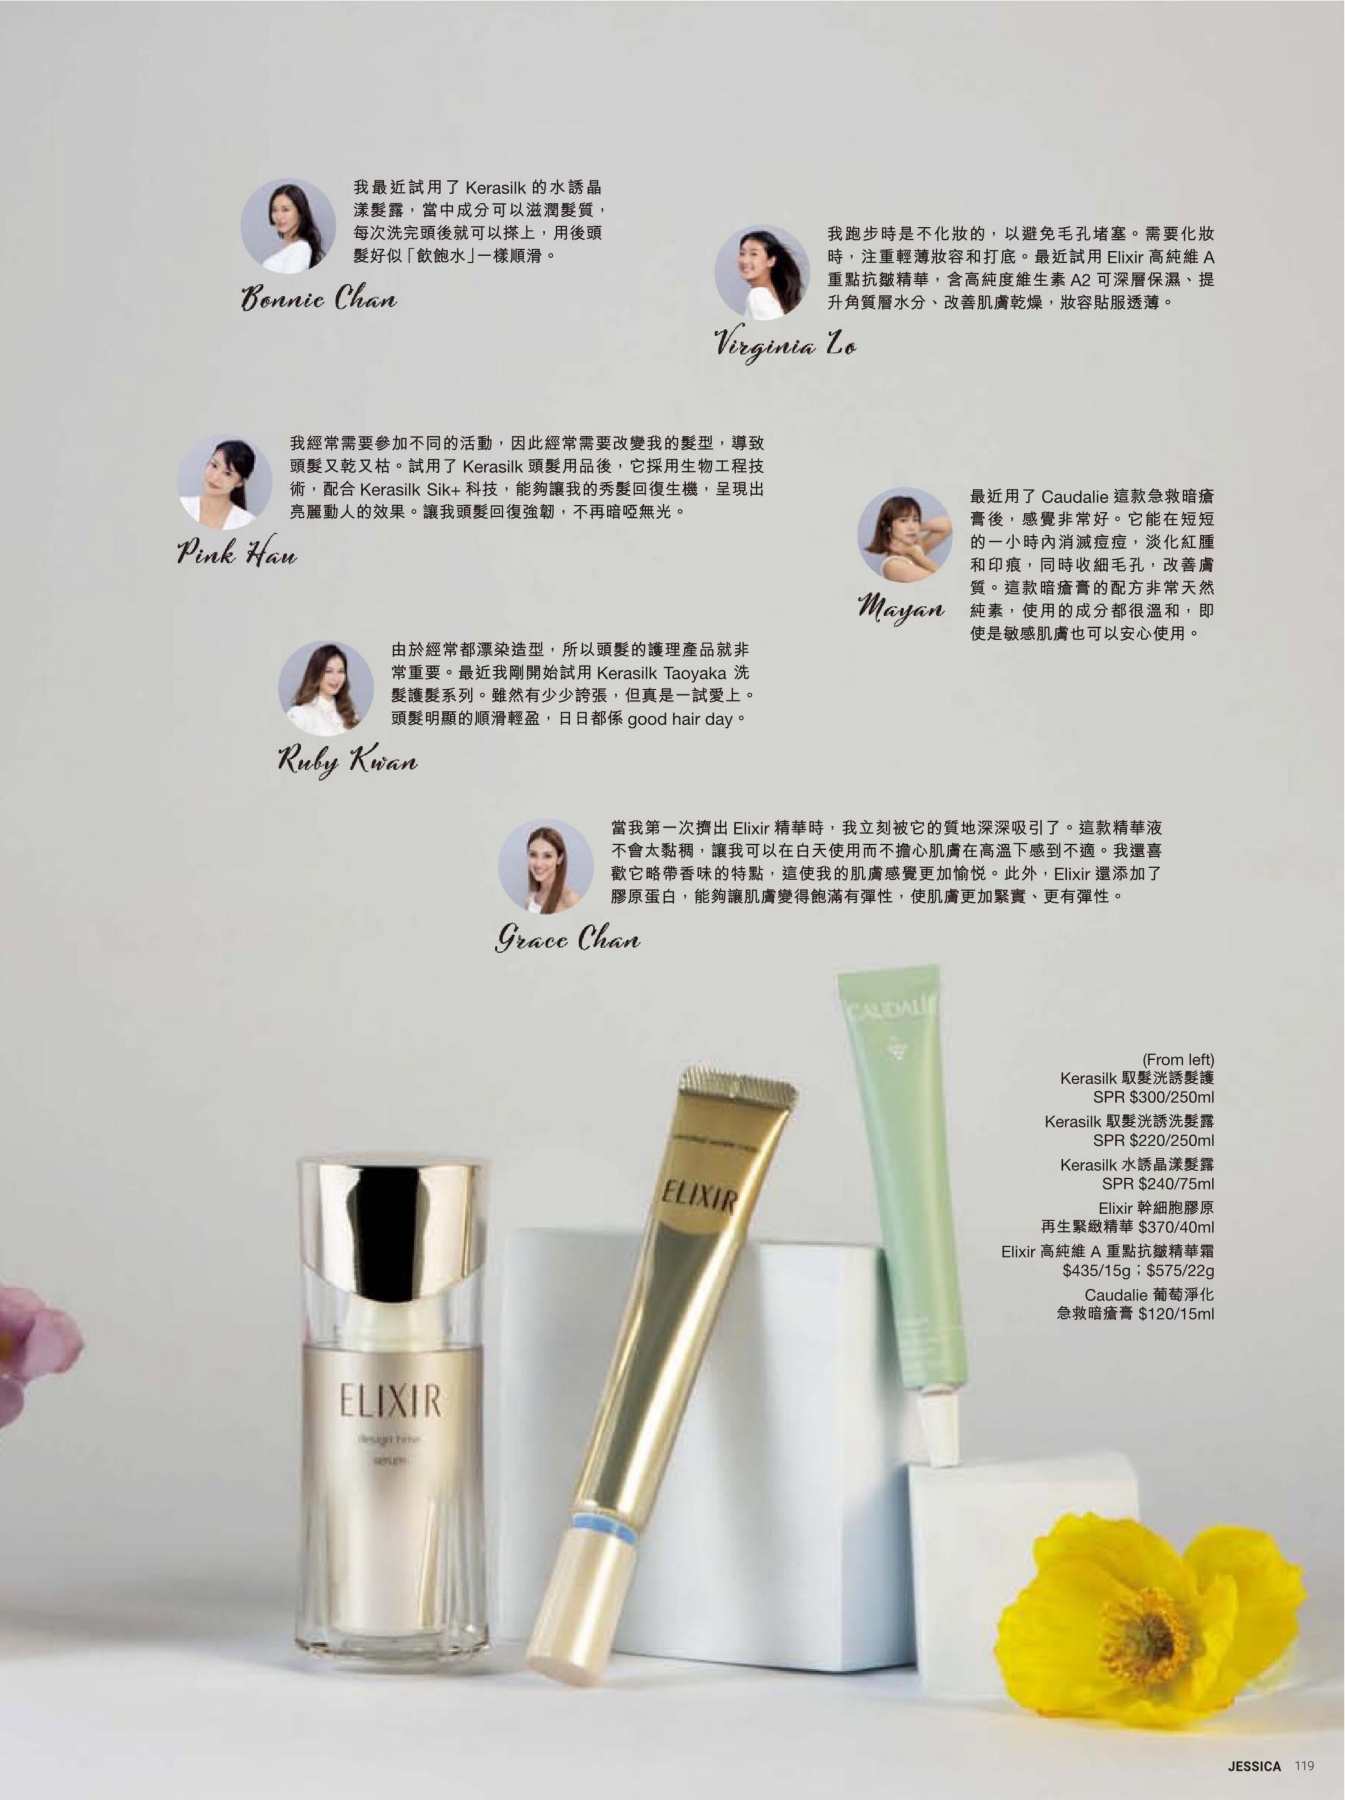 我最近試用了 Kerasilk 的水誘晶
漾髮露，當中成分可以滋潤髮質，
每次洗完頭後就可以搽上，用後頭
髮好似「飲飽水」一樣順滑。
Bonnie Chan
我跑步時是不化妝的，以避免毛孔堵塞。需要化妝
時，注重輕薄妝容和打底。最近試用 Elixir 高純維 A
重點抗皺精華，含高純度維生素 A2 可深層保濕、提
升角質層水分、改善肌膚乾燥，妝容貼服透薄。
Virginia Lo
我經常需要參加不同的活動，因此經常需要改變我的髮型，導致
頭髮又乾又枯。試用了 Kerasilk 頭髮用品後，它採用生物工程技
術，配合 Kerasilk Sik+ 科技，能夠讓我的秀髮回復生機，呈現出
亮麗動人的效果。讓我頭髮回復強韌，不再暗啞無光。
Pink Hau
最近用了 Caudalie 這款急救暗瘡
膏後，感覺非常好。它能在短短
的一小時內消滅痘痘，淡化紅腫
和印痕，同時收細毛孔，改善膚
質。這款暗瘡膏的配方非常天然
純素，使用的成分都很溫和，即
使是敏感肌膚也可以安心使用。
Mayan
由於經常都漂染造型，所以頭髮的護理產品就非
常重要。最近我剛開始試用 Kerasilk Taoyaka 洗
髮護髮系列。雖然有少少誇張，但真是一試愛上。
頭髮明顯的順滑輕盈，日日都係 good hair day。
Ruby Kwan
當我第一次擠出 Elixir 精華時，我立刻被它的質地深深吸引了。這款精華液
不會太黏稠，讓我可以在白天使用而不擔心肌膚在高溫下感到不適。我還喜
歡它略帶香味的特點，這使我的肌膚感覺更加愉悅。此外，Elixir 還添加了
膠原蛋白，能夠讓肌膚變得飽滿有彈性，使肌膚更加緊實、更有彈性。
Grace Chan
CAUDALIE
(From left)
Kerasilk 馭髮洸誘髮護
SPR $300/250ml
Kerasilk 馭髮洸誘洗髮露
SPR $220/250ml
Kerasilk 水誘晶漾髮露
SPR $240/75ml
Elixir 幹細胞膠原
再生緊緻精華 $370/40ml
Elixir 高純維 A 重點抗皺精華霜
$435/15g；$575/22g
Caudalie 葡萄淨化
急救暗瘡膏 $120/15ml
ELIXIR
ELIXIR
design time
serum
JESSICA 119